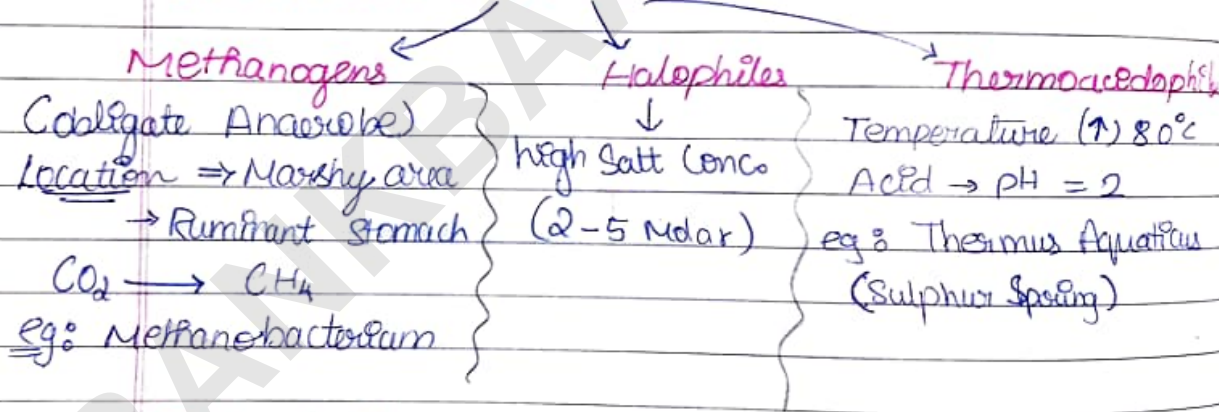 Methanogens
(obligate Anaerobe)
Location ⇒ Marshy area
→ Ruminant Stomach
CO₂ → CH₄
eg: Methanobacterium
Halophiles
↓
high Salt Conc.
(2-5 Molar)
Thermoacedophil
Temperature (↑) 80°c
Acid → pH = 2
eg: Thermus Aquaticus
(Sulphur Spring)